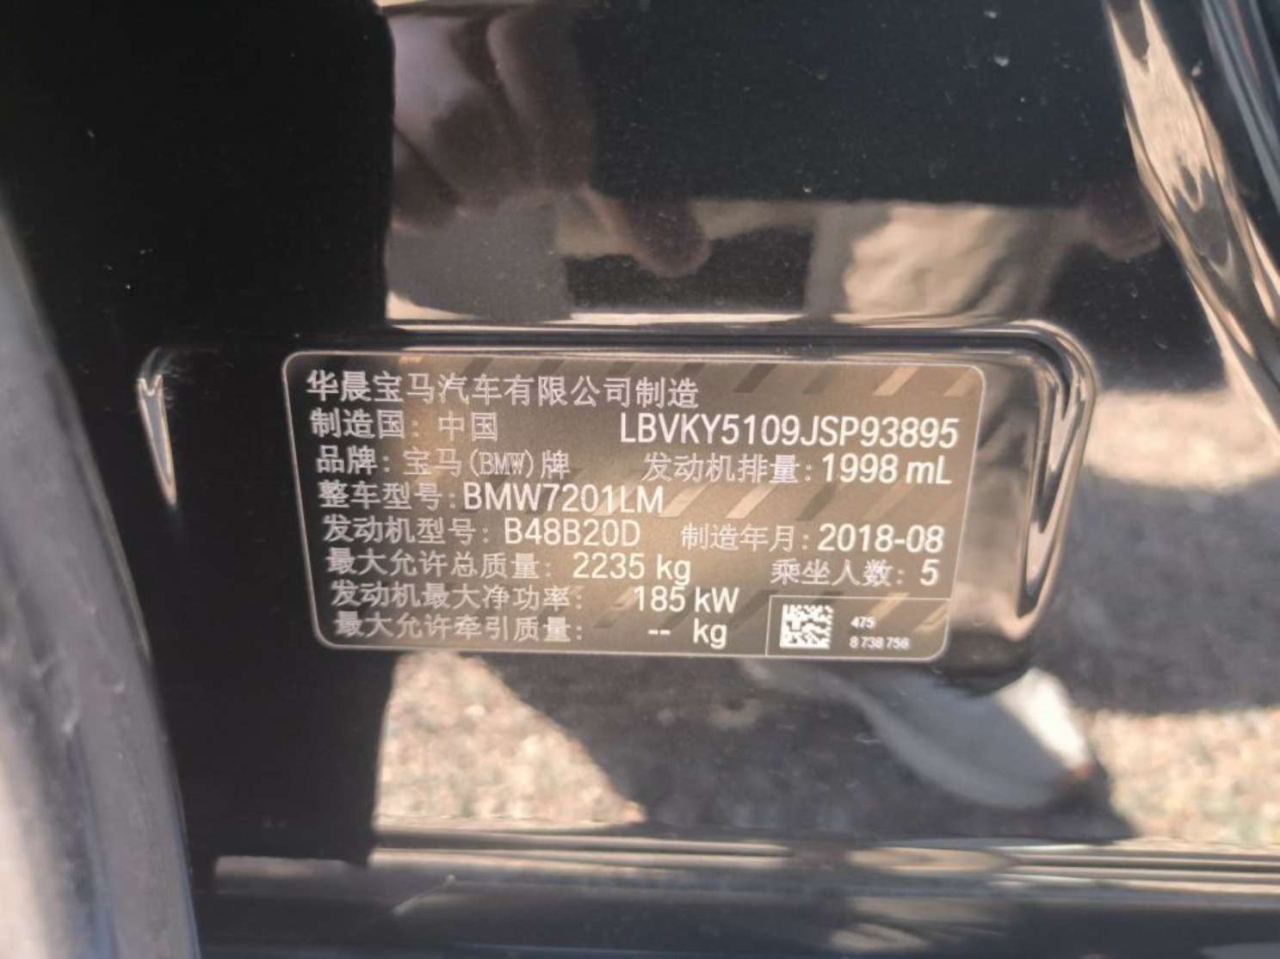 华晨宝马汽车有限公司制造
制造国: 中国 LBVKY5109JSP93895
品牌: 宝马(BMW)牌 发动机排量: 1998 mL
整车型号: BMW7201LM
发动机型号: B48B20D 制造年月: 2018-08
最大允许总质量: 2235 kg 乘坐人数: 5
发动机最大净功率: 185 kW
最大允许牵引质量: -- kg
475
8 738 756